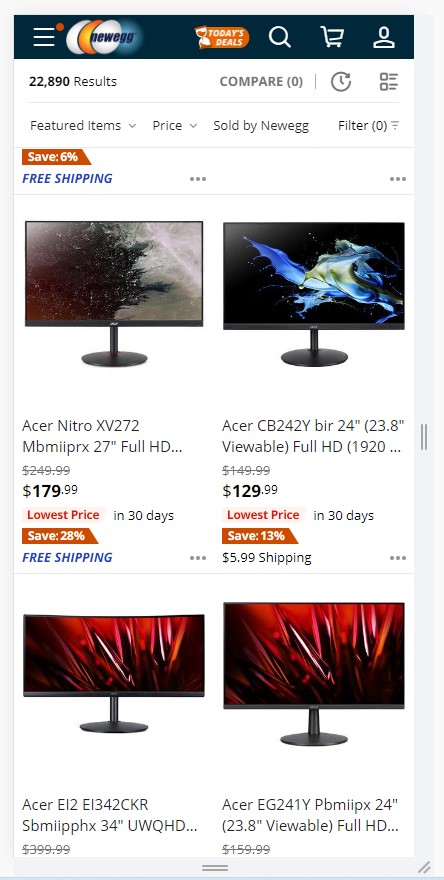 newegg
TODAY'S
DEALS
22,890 Results
COMPARE (0)
Featured Items
Price
Sold by Newegg
Filter (0)
Save: 6%
FREE SHIPPING
Acer Nitro XV272
Mbmiiprx 27" Full HD...
$249.99
$179.99
Lowest Price in 30 days
Save: 28%
FREE SHIPPING
Acer CB242Y bir 24" (23.8"
Viewable) Full HD (1920 ...
$149.99
$129.99
Lowest Price in 30 days
Save: 13%
$5.99 Shipping
Acer EI2 EI342CKR
Sbmiipphx 34" UWQHD...
$399.99
Acer EG241Y Pbmiipx 24"
(23.8" Viewable) Full HD...
$159.99